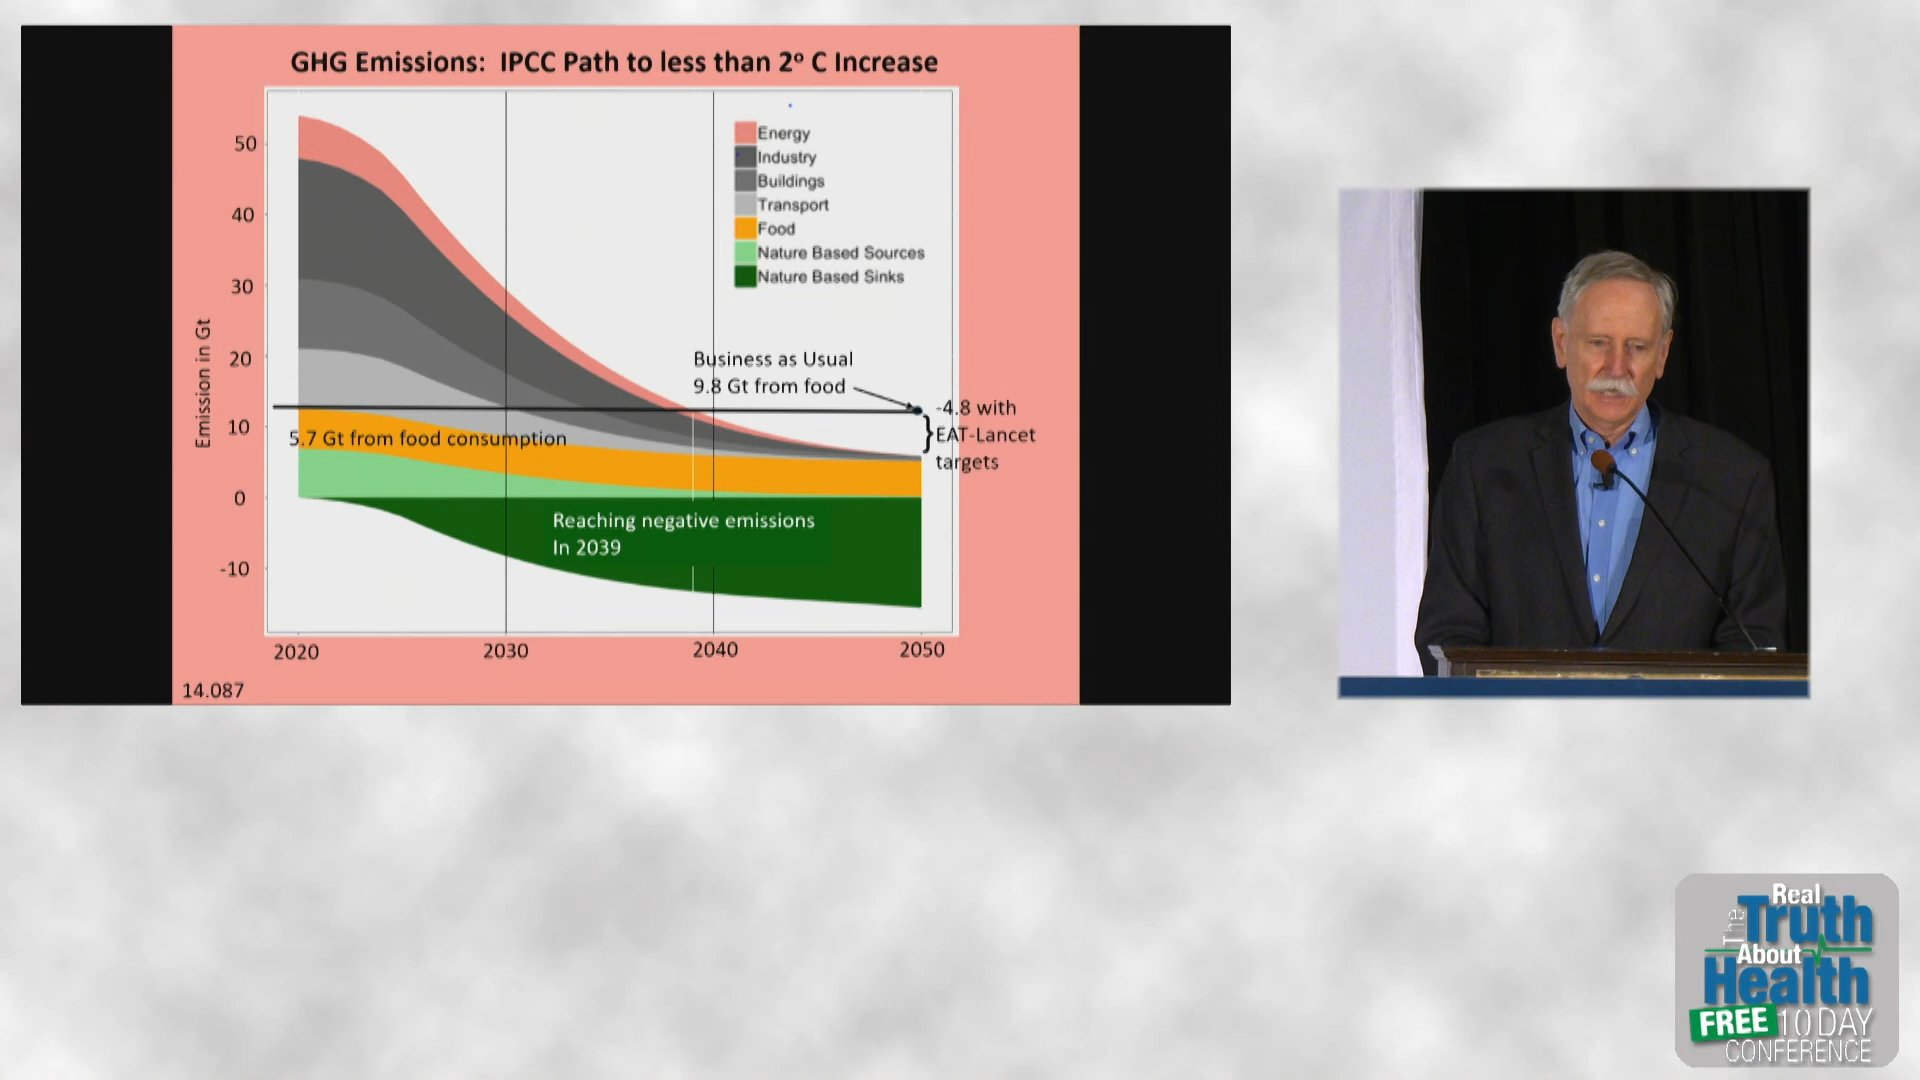 GHG Emissions: IPCC Path to less than 2º C Increase
50
40
30
20
10
0
-10
Emission in Gt
Energy
Industry
Buildings
Transport
Food
Nature Based Sources
Nature Based Sinks
Business as Usual
9.8 Gt from food
-4.8 with
EAT-Lancet
targets
5.7 Gt from food consumption
Reaching negative emissions
In 2039
2020
2030
2040
2050
14.087
The Real
Truth
About
Health
FREE 10 DAY
CONFERENCE